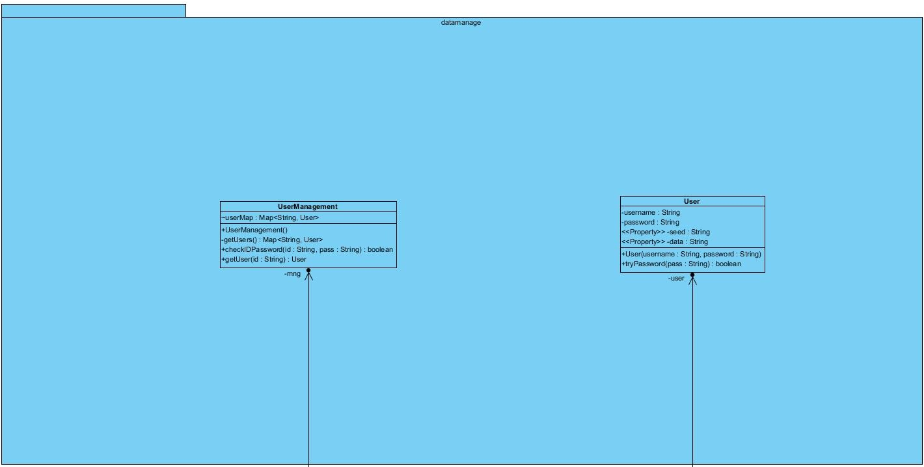 datamanage
UserManagement
~userMap : Map<String, User>
+UserManagement()
-getUsers() : Map<String, User>
+checkIDPassword(id : String, pass : String) : boolean
+getUser(id : String) : User
-mng
User
-username : String
-password : String
<<Property>> -seed : String
<<Property>> -data : String
+User(username : String, password : String)
+tryPassword(pass : String) : boolean
-user